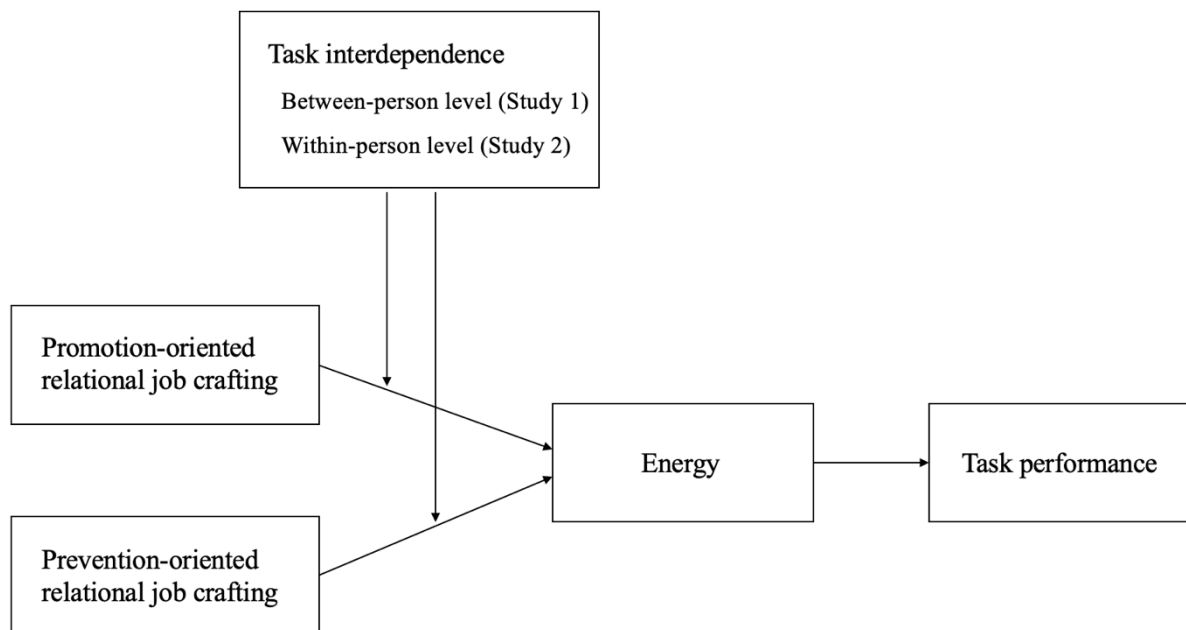 Task interdependence
Between-person level (Study 1)
Within-person level (Study 2)
Promotion-oriented
relational job crafting
Energy
Task performance
Prevention-oriented
relational job crafting